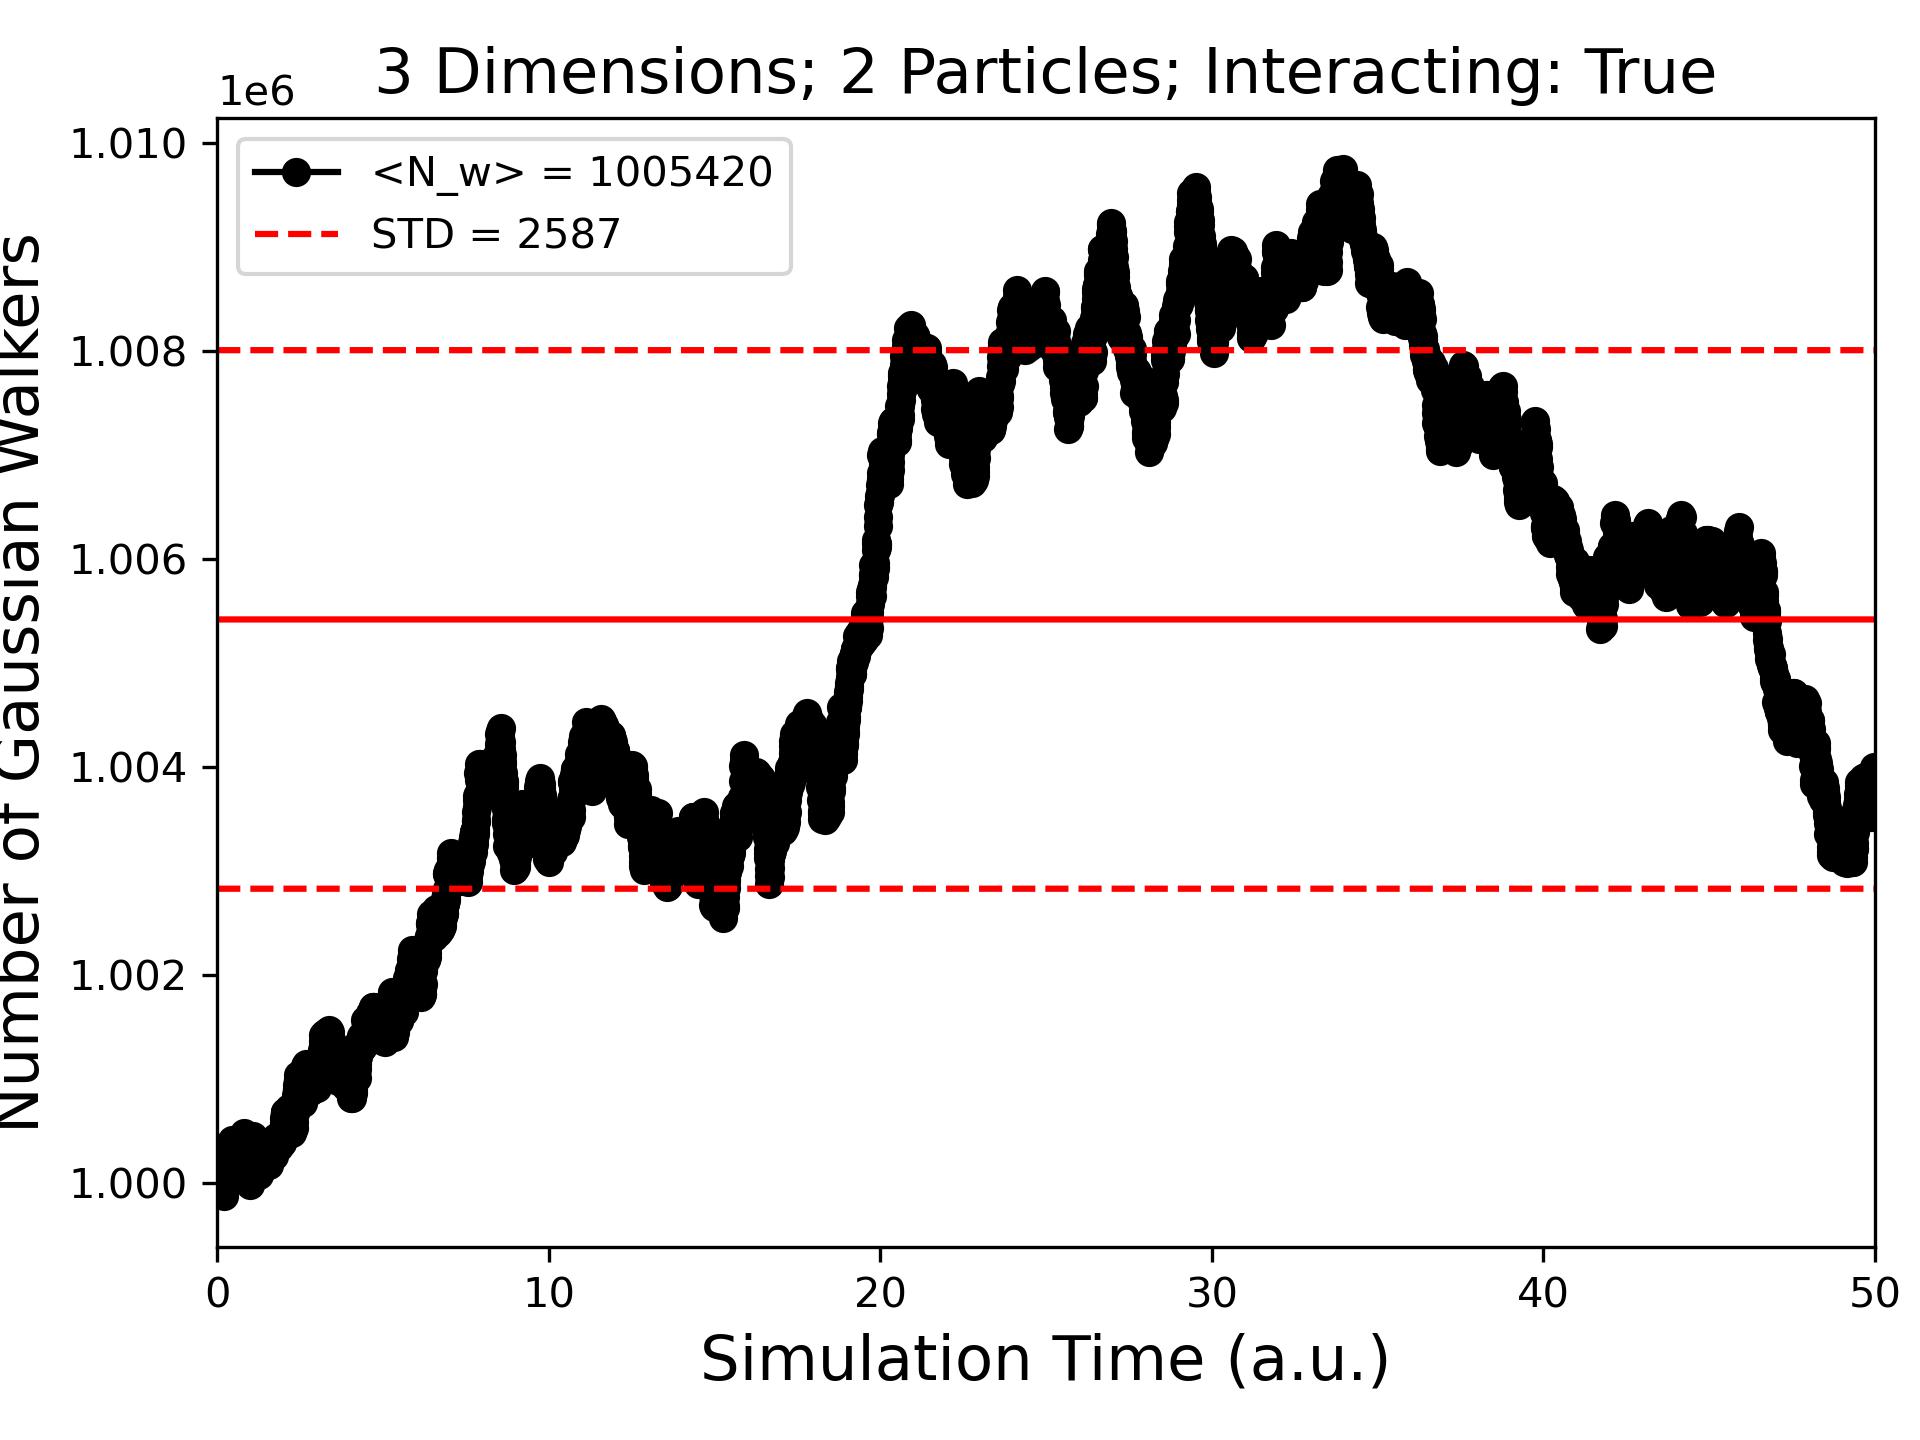 3 Dimensions; 2 Particles; Interacting: True
1e6
<N_w> = 1005420
STD = 2587
Number of Gaussian Walkers
1.010
1.008
1.006
1.004
1.002
1.000
0 10 20 30 40 50
Simulation Time (a.u.)